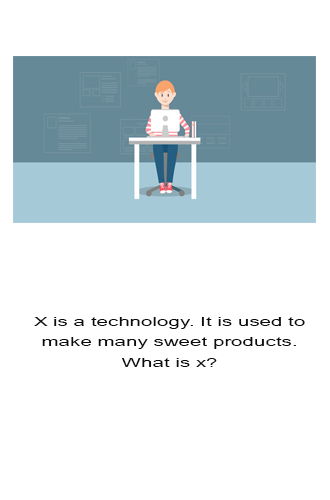 X is a technology. It is used to
make many sweet products.
What is x?